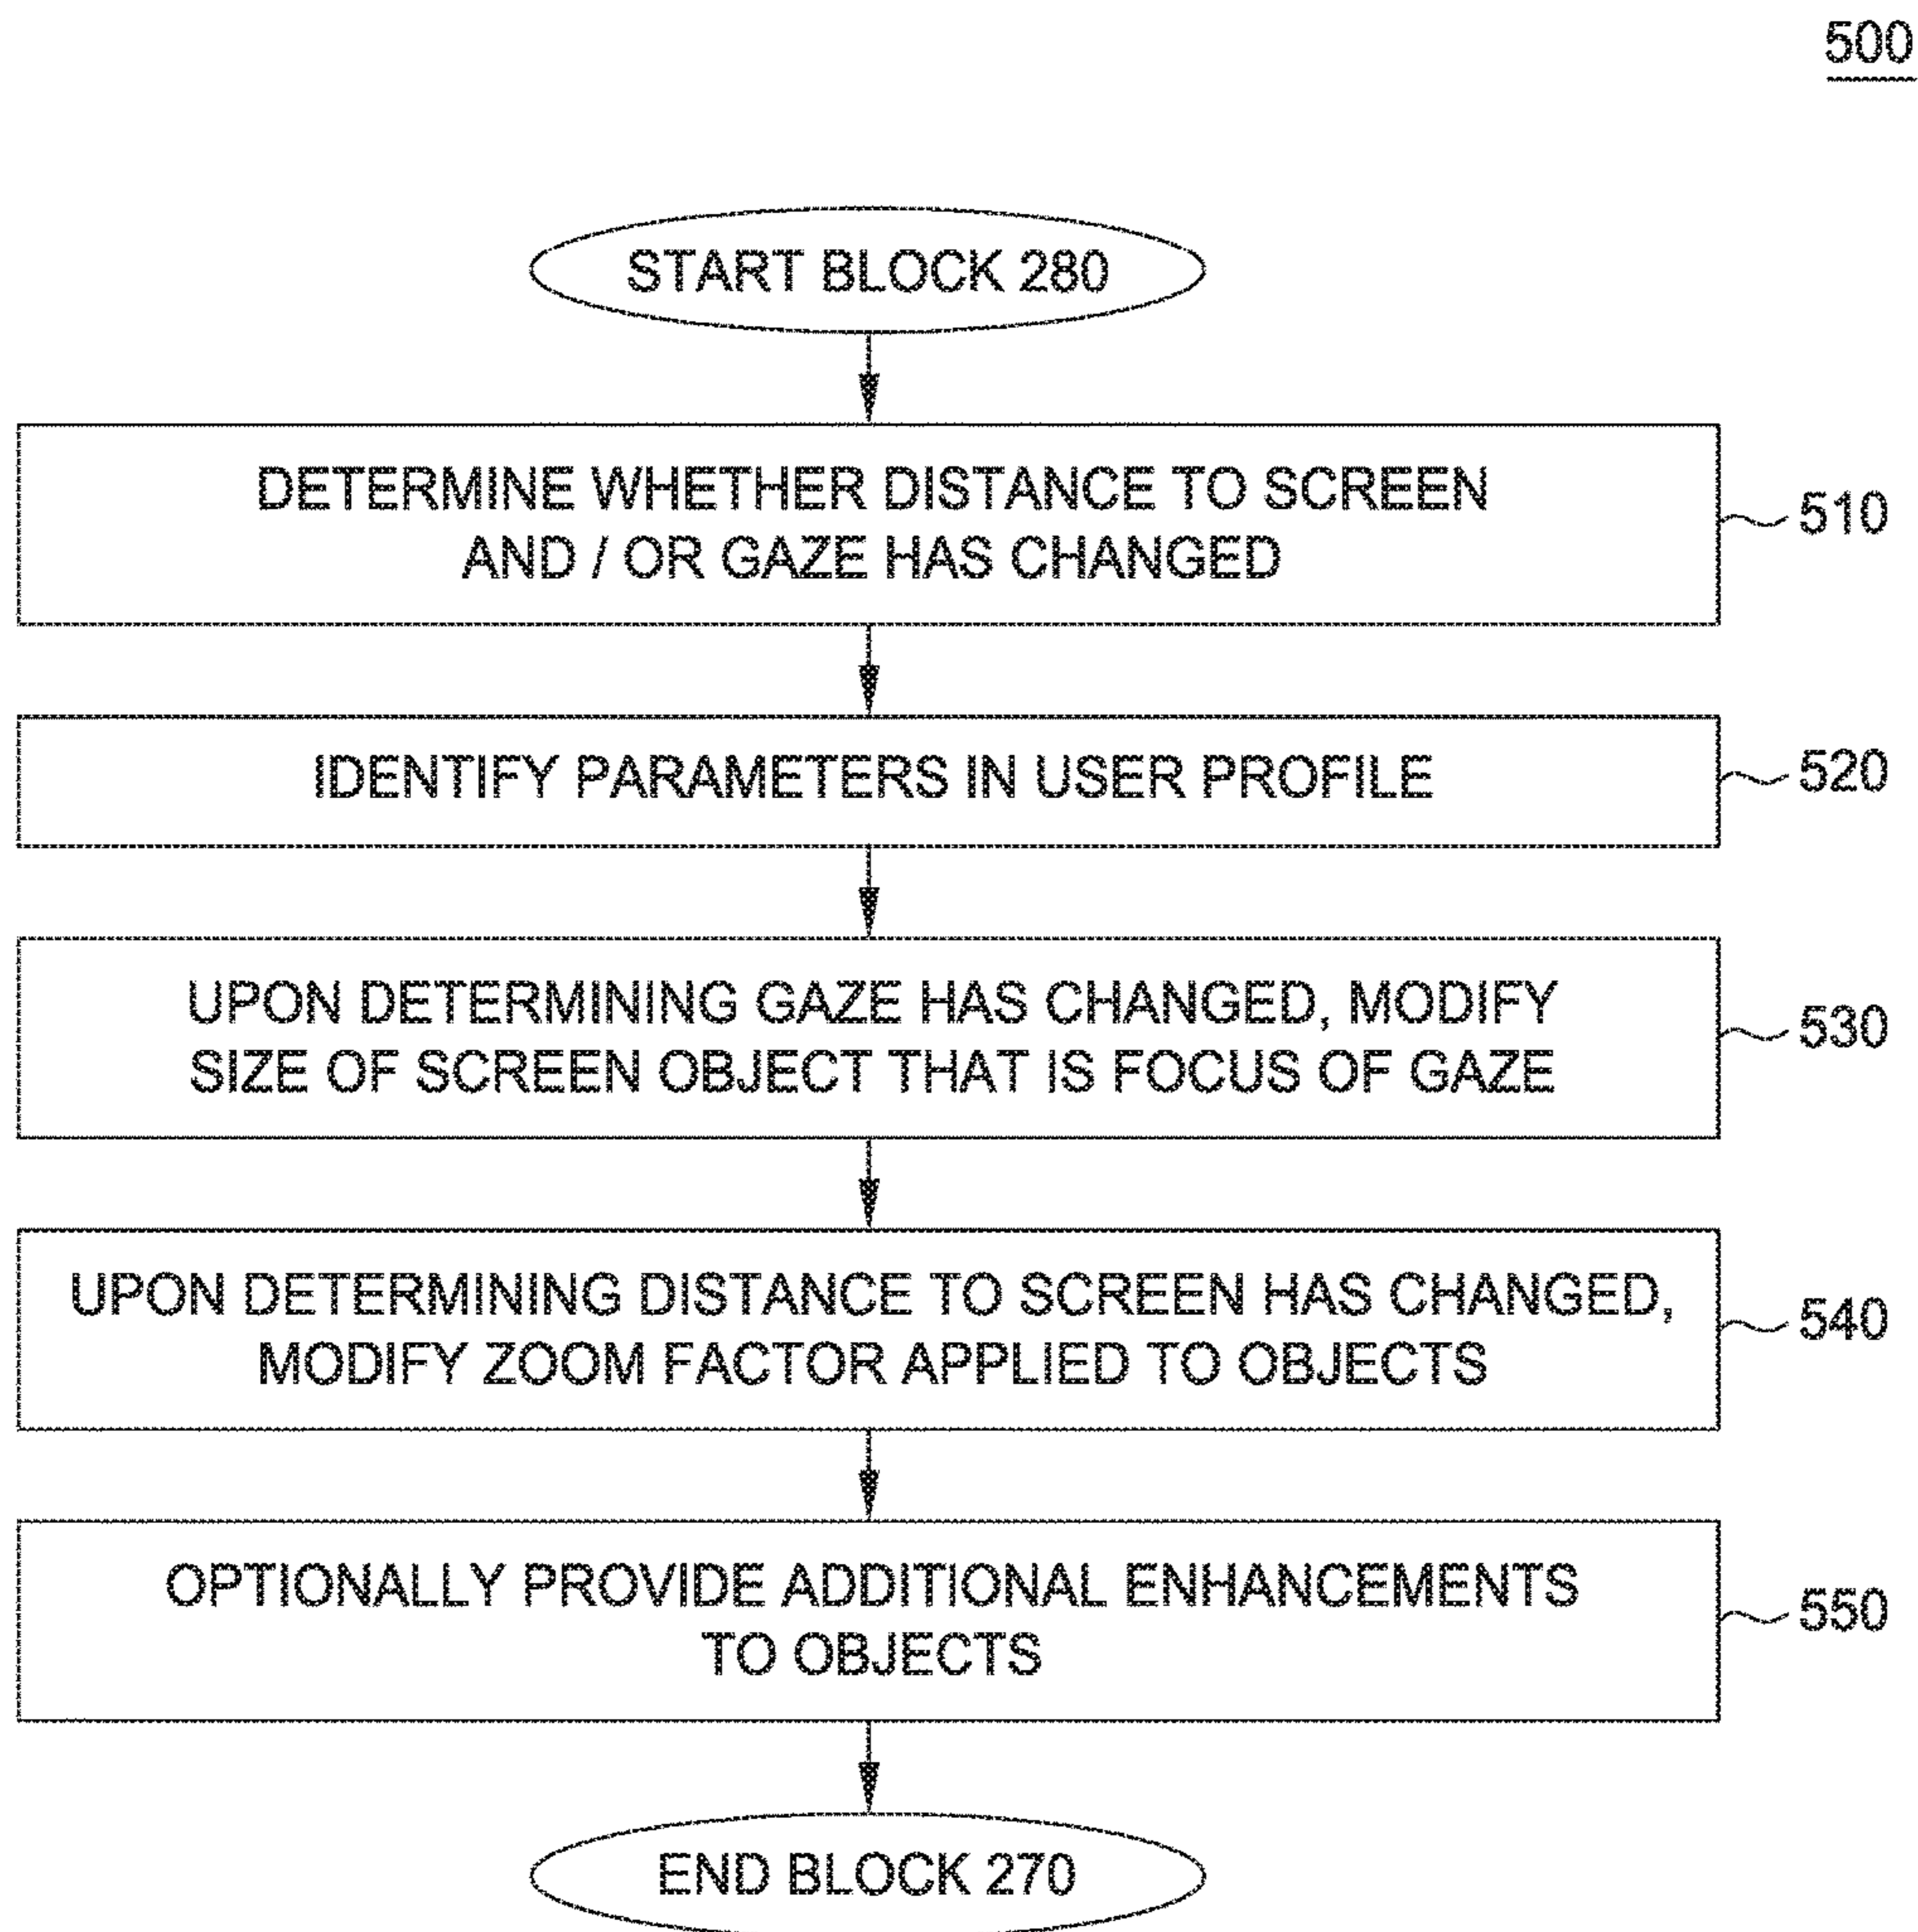 500
START BLOCK 280
DETERMINE WHETHER DISTANCE TO SCREEN
AND / OR GAZE HAS CHANGED
510
IDENTIFY PARAMETERS IN USER PROFILE
520
UPON DETERMINING GAZE HAS CHANGED, MODIFY
SIZE OF SCREEN OBJECT THAT IS FOCUS OF GAZE
530
UPON DETERMINING DISTANCE TO SCREEN HAS CHANGED,
MODIFY ZOOM FACTOR APPLIED TO OBJECTS
540
OPTIONALLY PROVIDE ADDITIONAL ENHANCEMENTS
TO OBJECTS
550
END BLOCK 270